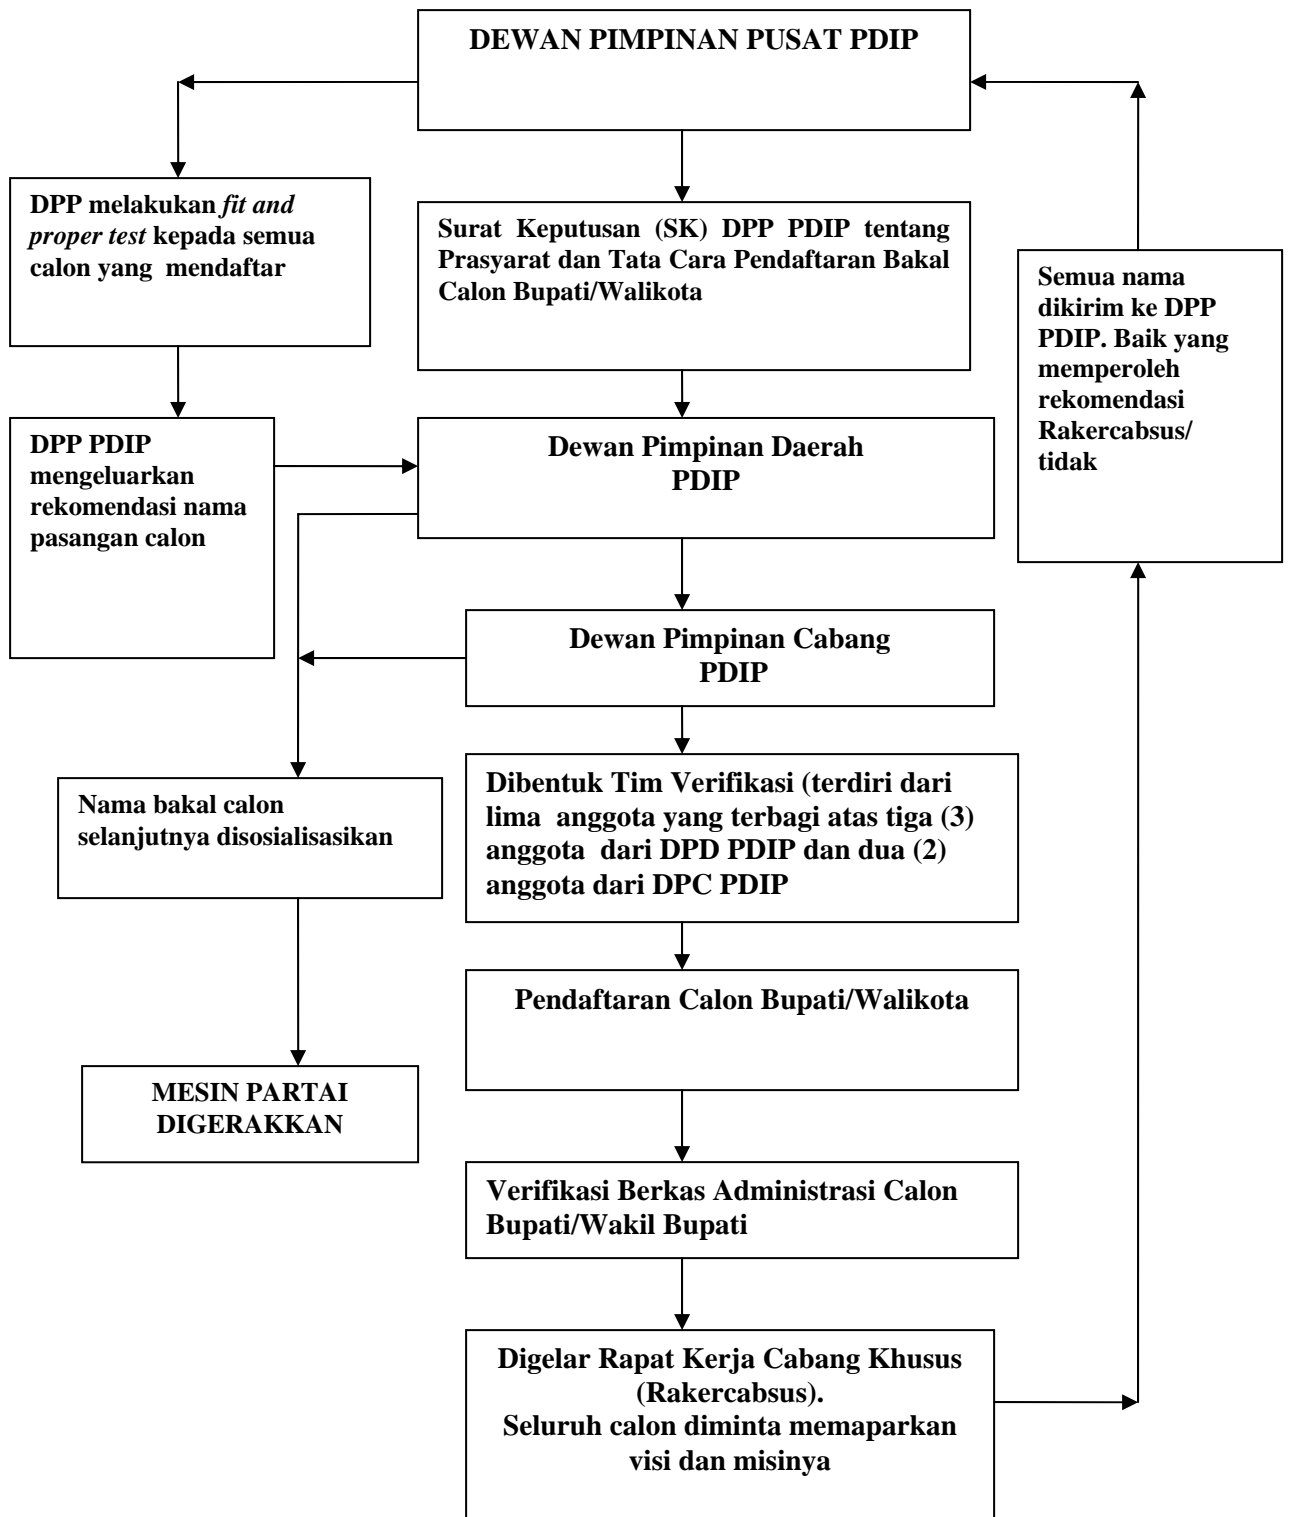 DEWAN PIMPINAN PUSAT PDIP
DPP melakukan fit and
proper test kepada semua
calon yang mendaftar
Surat Keputusan (SK) DPP PDIP tentang
Prasyarat dan Tata Cara Pendaftaran Bakal
Calon Bupati/Walikota
Semua nama
dikirim ke DPP
PDIP. Baik yang
memperoleh
rekomendasi
Rakercabsus/
tidak
DPP PDIP
mengeluarkan
rekomendasi nama
pasangan calon
Dewan Pimpinan Daerah
PDIP
Dewan Pimpinan Cabang
PDIP
Nama bakal calon
selanjutnya disosialisasikan
Dibentuk Tim Verifikasi (terdiri dari
lima anggota yang terbagi atas tiga (3)
anggota dari DPD PDIP dan dua (2)
anggota dari DPC PDIP
Pendaftaran Calon Bupati/Walikota
MESIN PARTAI
DIGERAKKAN
Verifikasi Berkas Administrasi Calon
Bupati/Wakil Bupati
Digelar Rapat Kerja Cabang Khusus
(Rakercabsus).
Seluruh calon diminta memaparkan
visi dan misinya